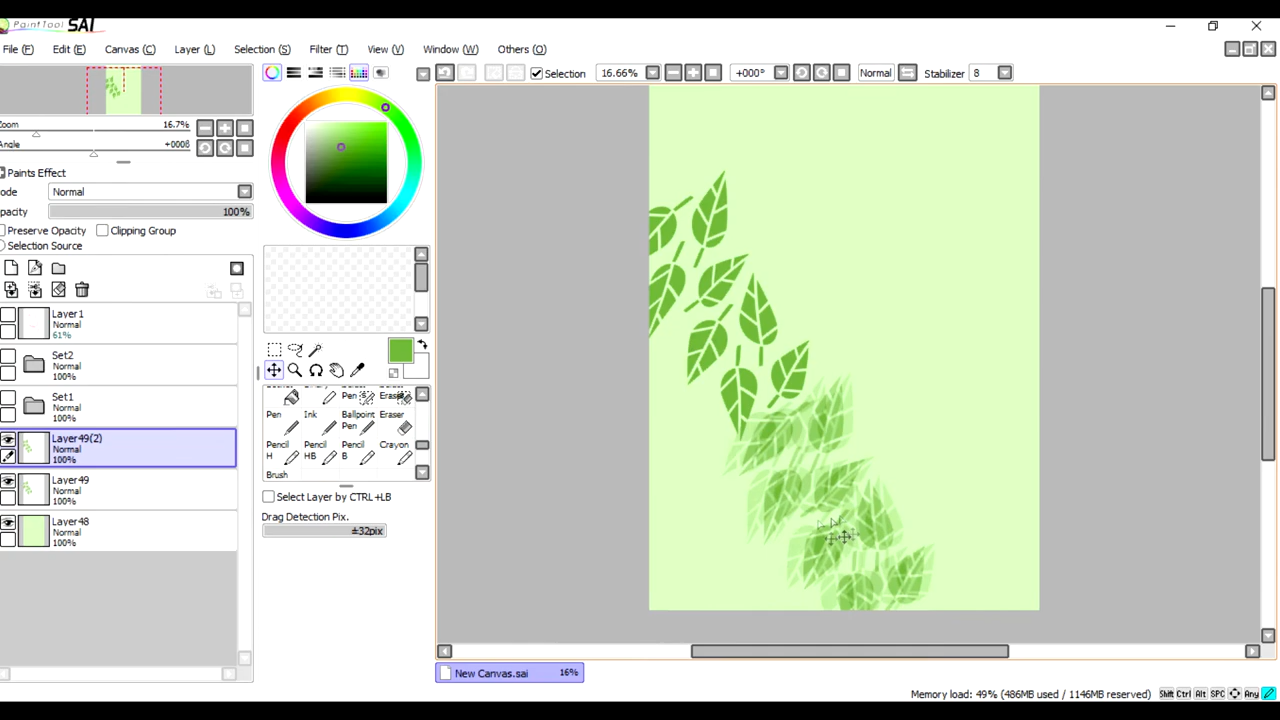 PaintTool SAI
File (F) Edit (E) Canvas (C) Layer (L) Selection (S) Filter (T) View (V) Window (W) Others (O)
Selection 16.66% +000° Normal Stabilizer 8
Zoom 16.7%
Angle +000ß
Paints Effect
ode Normal
pacity 100%
Preserve Opacity Clipping Group
Selection Source
Layer1
Normal
61%
Set2
Normal
100%
Set1
Normal
100%
Layer49(2)
Normal
100%
Layer49
Normal
100%
Layer48
Normal
100%
Pen Ink Ballpoint Pen Eraser
Pencil H Pencil HB Pencil B Crayon
Brush
Select Layer by CTRL+LB
Drag Detection Pix. ±32pix
New Canvas.sai 16%
Memory load: 49% (486MB used / 1146MB reserved) Shift Ctrl Alt SPC Any